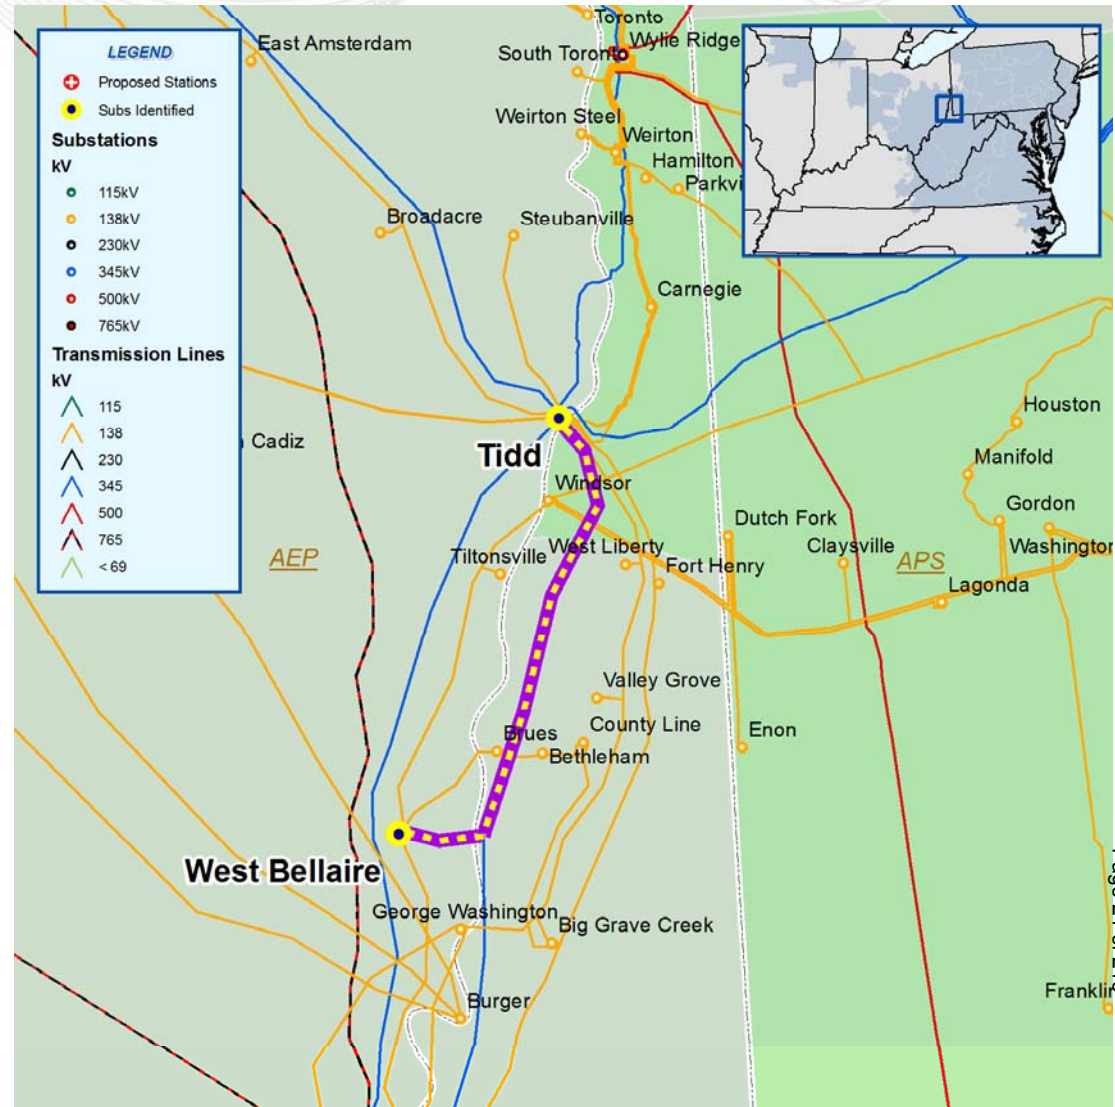 LEGEND
Proposed Stations
Subs Identified
Substations
kV
115kV
138kV
230kV
345kV
500kV
765kV
Transmission Lines
kV
115
138
230
345
500
765
< 69
Toronto
East Amsterdam
Wylie Ridge
South Toronto
Weirton Steel
Weirton
Hamilton
Parkvi
Broadacre
Steubanville
Carnegie
Houston
Cadiz
Tidd
Manifold
Windsor
Gordon
Dutch Fork
West Liberty
Claysville
Washington
Tiltonsville
AEP
APS
Fort Henry
Lagonda
Valley Grove
County Line
Brues
Enon
Bethleham
West Bellaire
George Washington
Big Grave Creek
Franklin
Burger